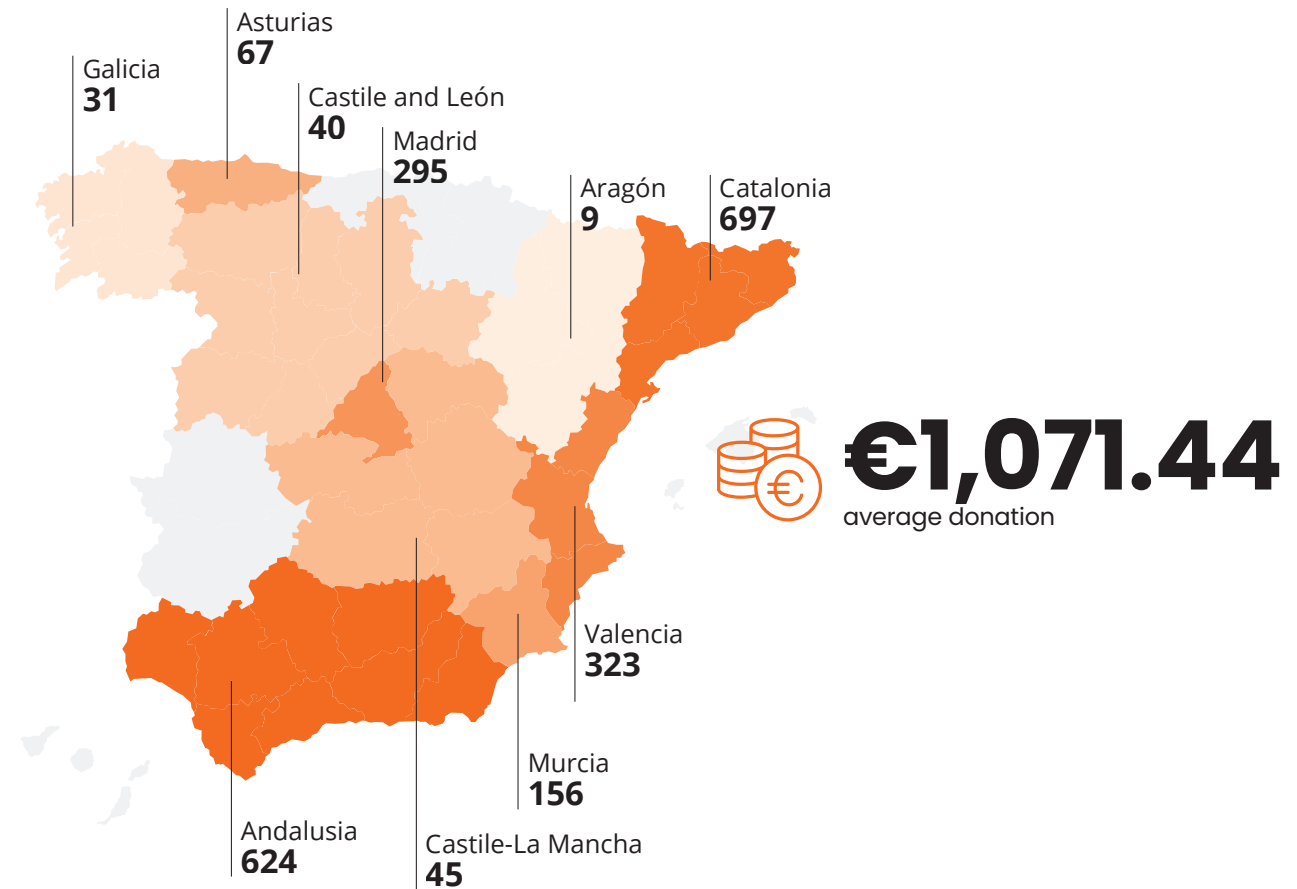 Asturias
67
Galicia
31
Castile and León
40
Madrid
295
Aragón
9
Catalonia
697
€1,071.44
average donation
Valencia
323
Murcia
156
Andalusia
624
Castile-La Mancha
45